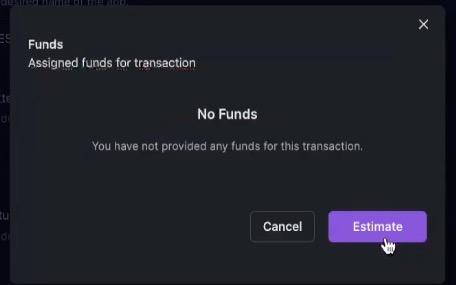 desired name of the app.
Funds
Assigned funds for transaction
No Funds
You have not provided any funds for this transaction.
Cancel
Estimate